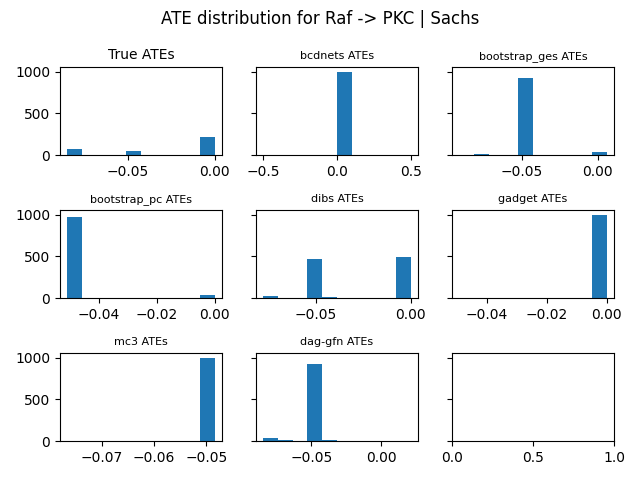 ATE distribution for Raf -> PKC | Sachs
True ATEs
bcdnets ATEs
bootstrap_ges ATEs
1000
500
0
−0.05 0.00
−0.5 0.0 0.5
−0.05 0.00
bootstrap_pc ATEs
dibs ATEs
gadget ATEs
1000
500
0
−0.04 −0.02 0.00
−0.05 0.00
−0.04 −0.02 0.00
mc3 ATEs
dag-gfn ATEs
1000
500
0
−0.07 −0.06 −0.05
−0.05 0.00
0.0 0.5 1.0